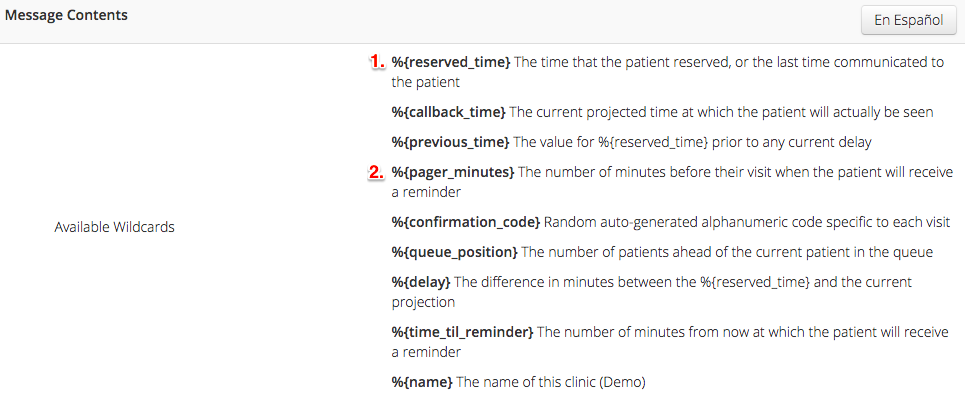 Message Contents
En Español
1. %{reserved_time} The time that the patient reserved, or the last time communicated to
the patient
%{callback_time} The current projected time at which the patient will actually be seen
%{previous_time} The value for %{reserved_time} prior to any current delay
2. %{pager_minutes} The number of minutes before their visit when the patient will receive
a reminder
Available Wildcards
%{confirmation_code} Random auto-generated alphanumeric code specific to each visit
%{queue_position} The number of patients ahead of the current patient in the queue
%{delay} The difference in minutes between the %{reserved_time} and the current
projection
%{time_til_reminder} The number of minutes from now at which the patient will receive
a reminder
%{name} The name of this clinic (Demo)